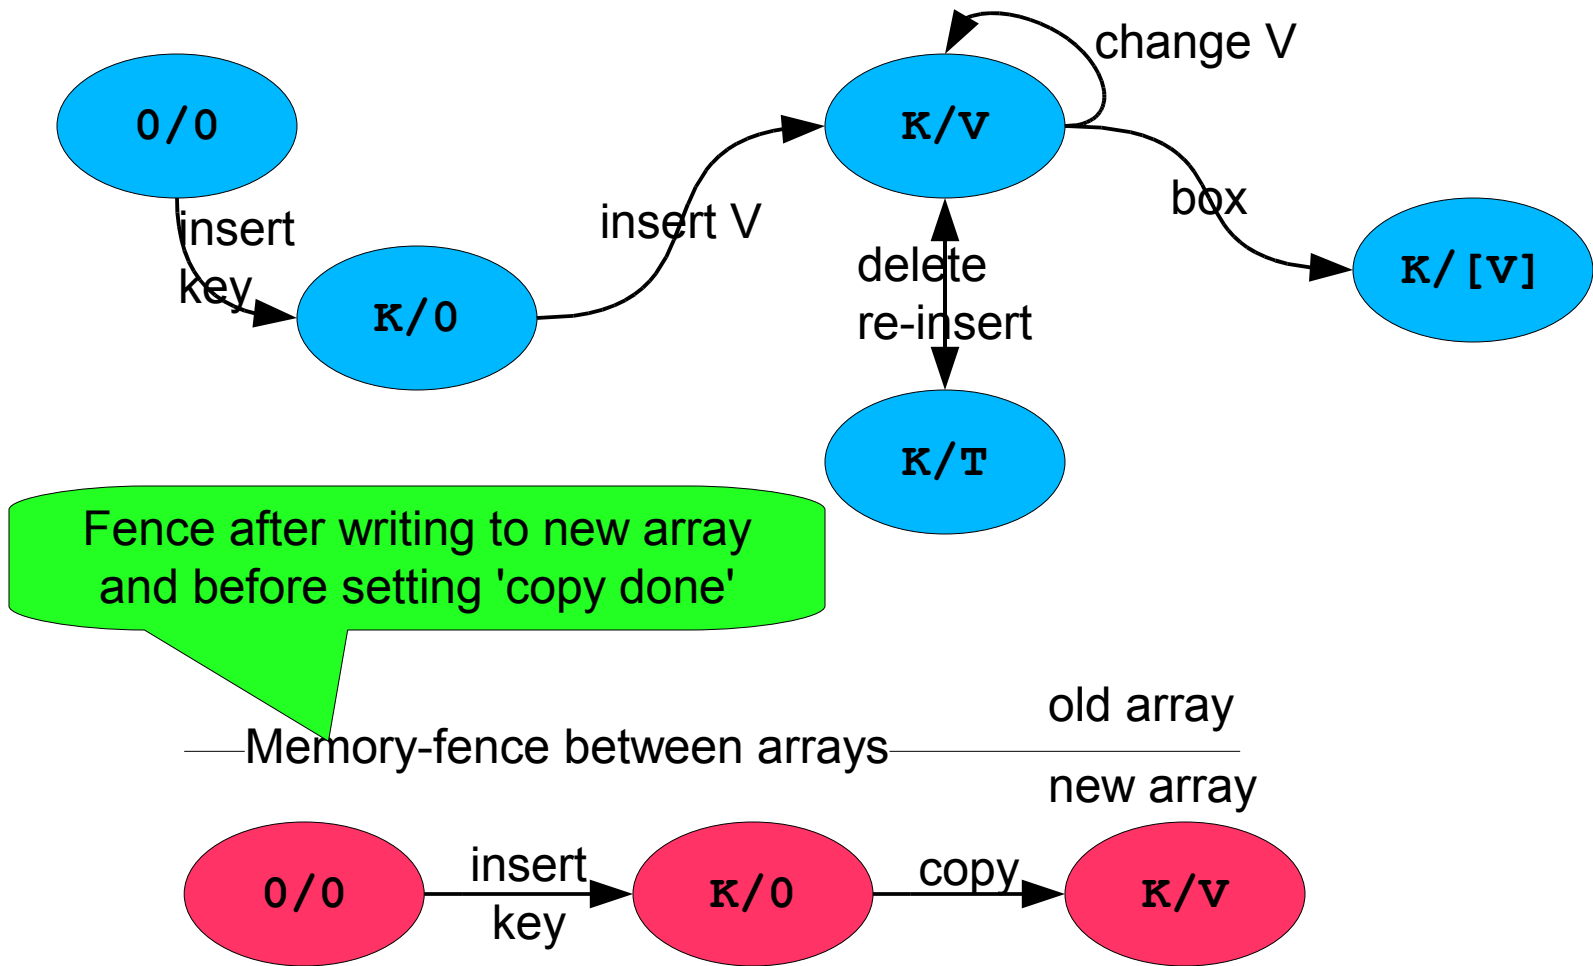 change V
0/0
K/V
insert
key
insert V
box
delete
re-insert
K/[V]
K/0
K/T
Fence after writing to new array
and before setting 'copy done'
old array
Memory-fence between arrays
new array
0/0
insert
key
K/0
copy
K/V